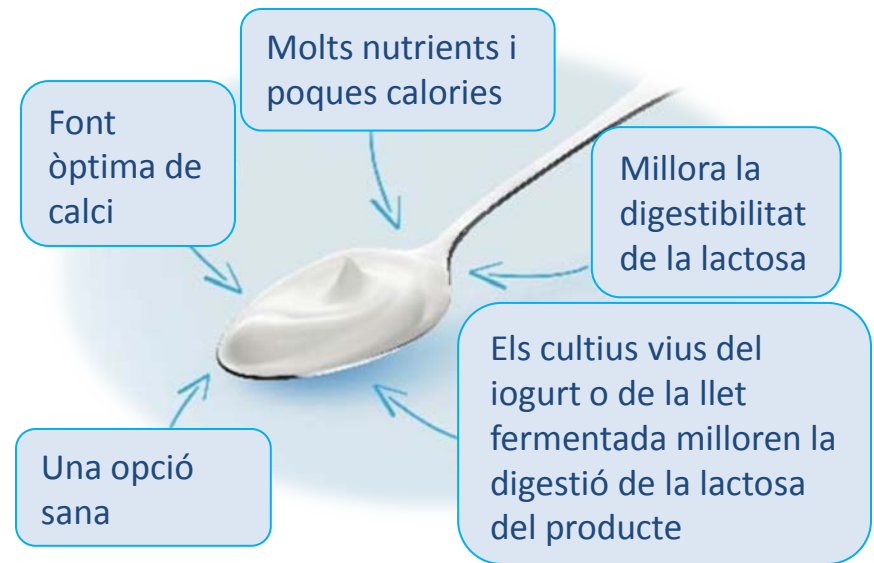 Molts nutrients i
poques calories
Font
òptima de
calci
Millora la
digestibilitat
de la lactosa
Els cultius vius del
iogurt o de la llet
fermentada milloren la
digestió de la lactosa
del producte
Una opció
sana